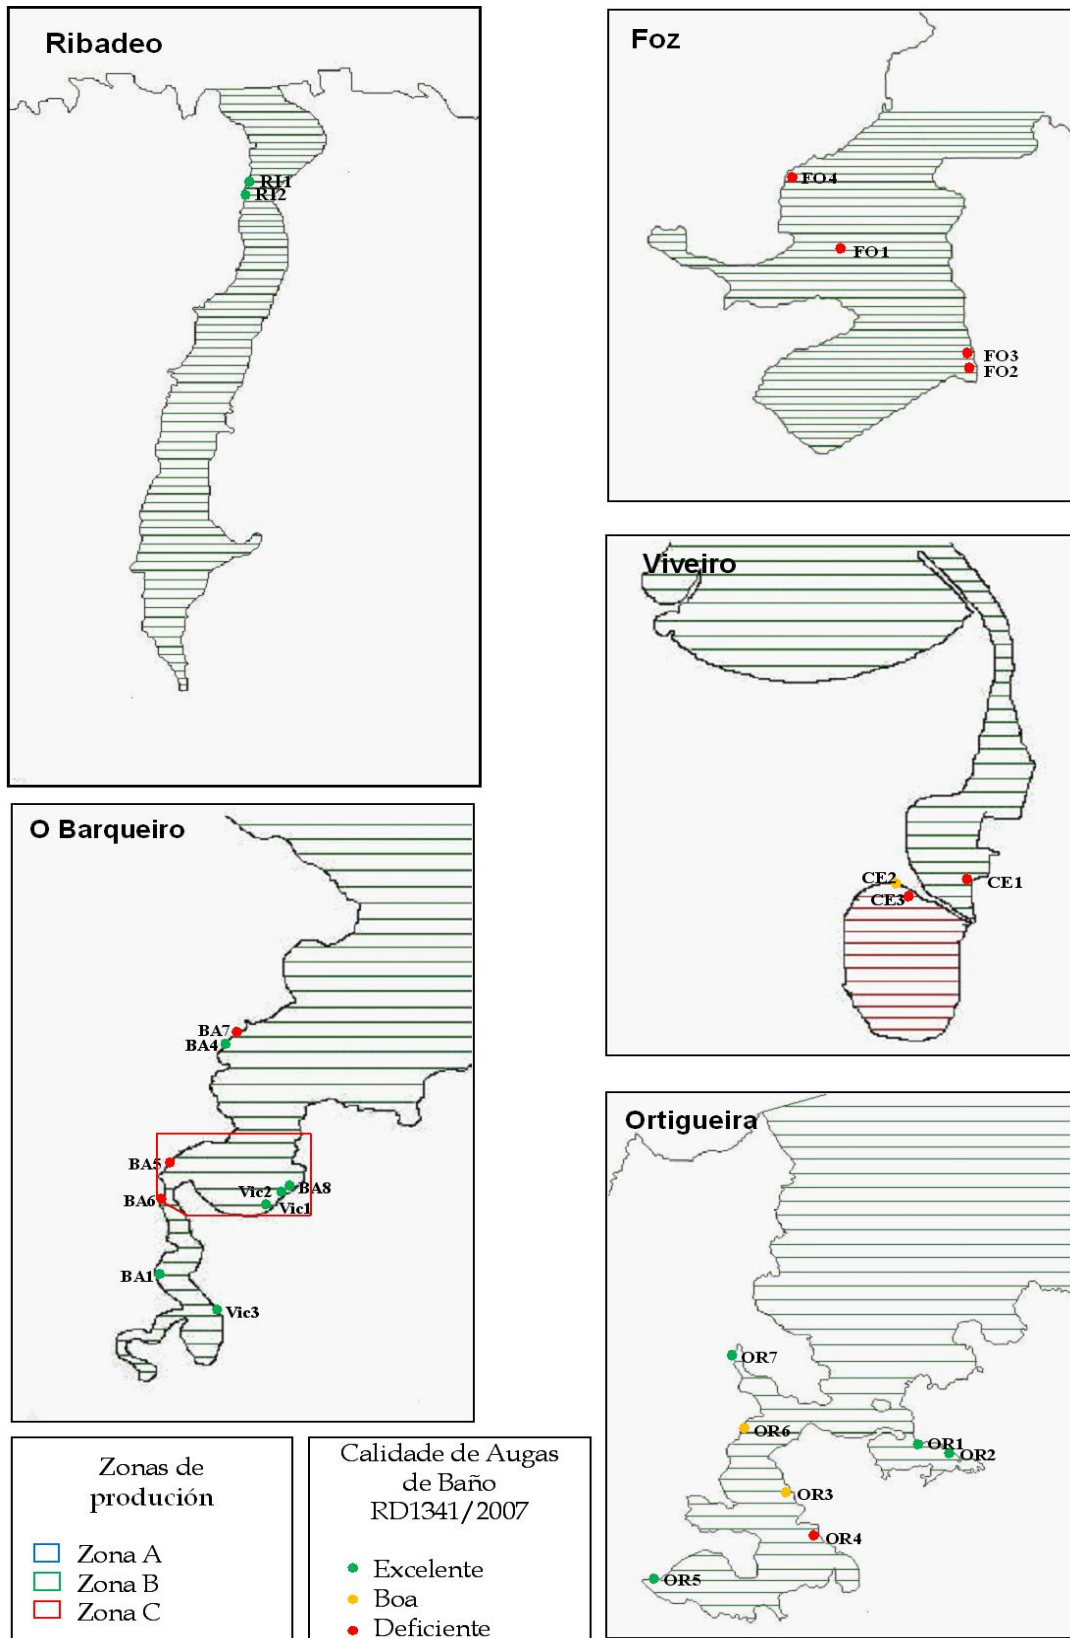 Ribadeo
RI1
RI2
Foz
FO4
FO1
FO3
FO2
Viveiro
CE2
CE1
CE3
O Barqueiro
BA7
BA4
BA5
BA8
Vic2
BA6
Vic1
BA1
Vic3
Ortigueira
OR7
OR6
OR1
OR2
OR3
OR4
OR5
Zonas de
produción
Zona A
Zona B
Zona C
Calidade de Augas
de Baño
RD1341/2007
Excelente
Boa
Deficiente